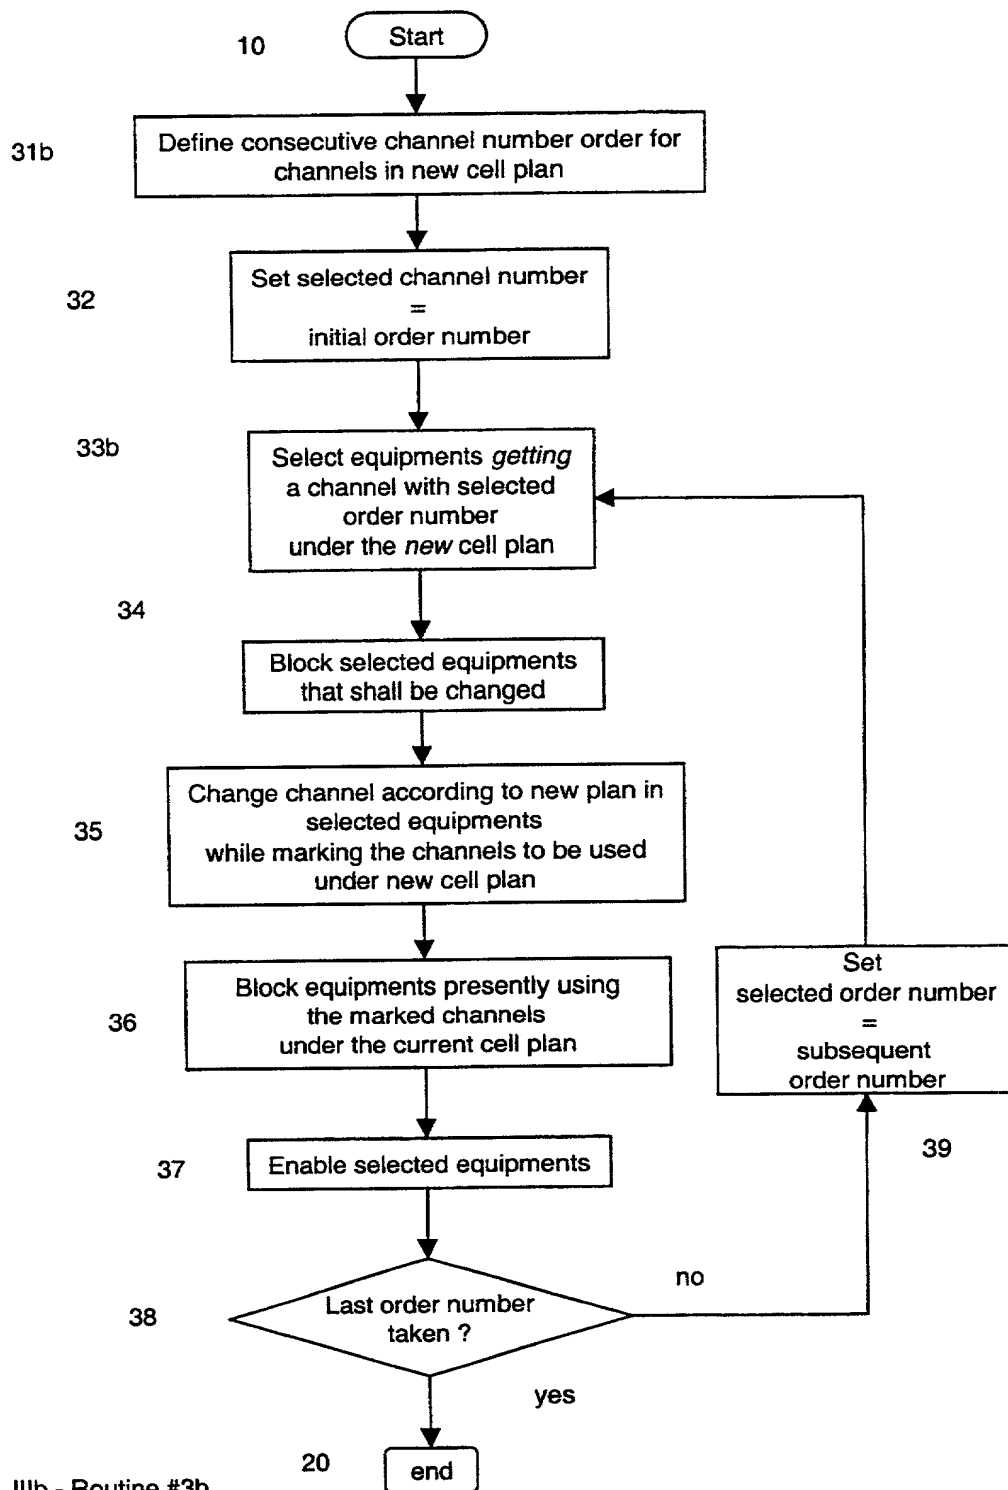 10
Start
31b
Define consecutive channel number order for
channels in new cell plan
32
Set selected channel number
=
initial order number
33b
Select equipments getting
a channel with selected
order number
under the new cell plan
34
Block selected equipments
that shall be changed
35
Change channel according to new plan in
selected equipments
while marking the channels to be used
under new cell plan
36
Block equipments presently using
the marked channels
under the current cell plan
Set
selected order number
=
subsequent
order number
39
37
Enable selected equipments
38
Last order number
taken ?
no
yes
20
end
IIIb - Routine #3b